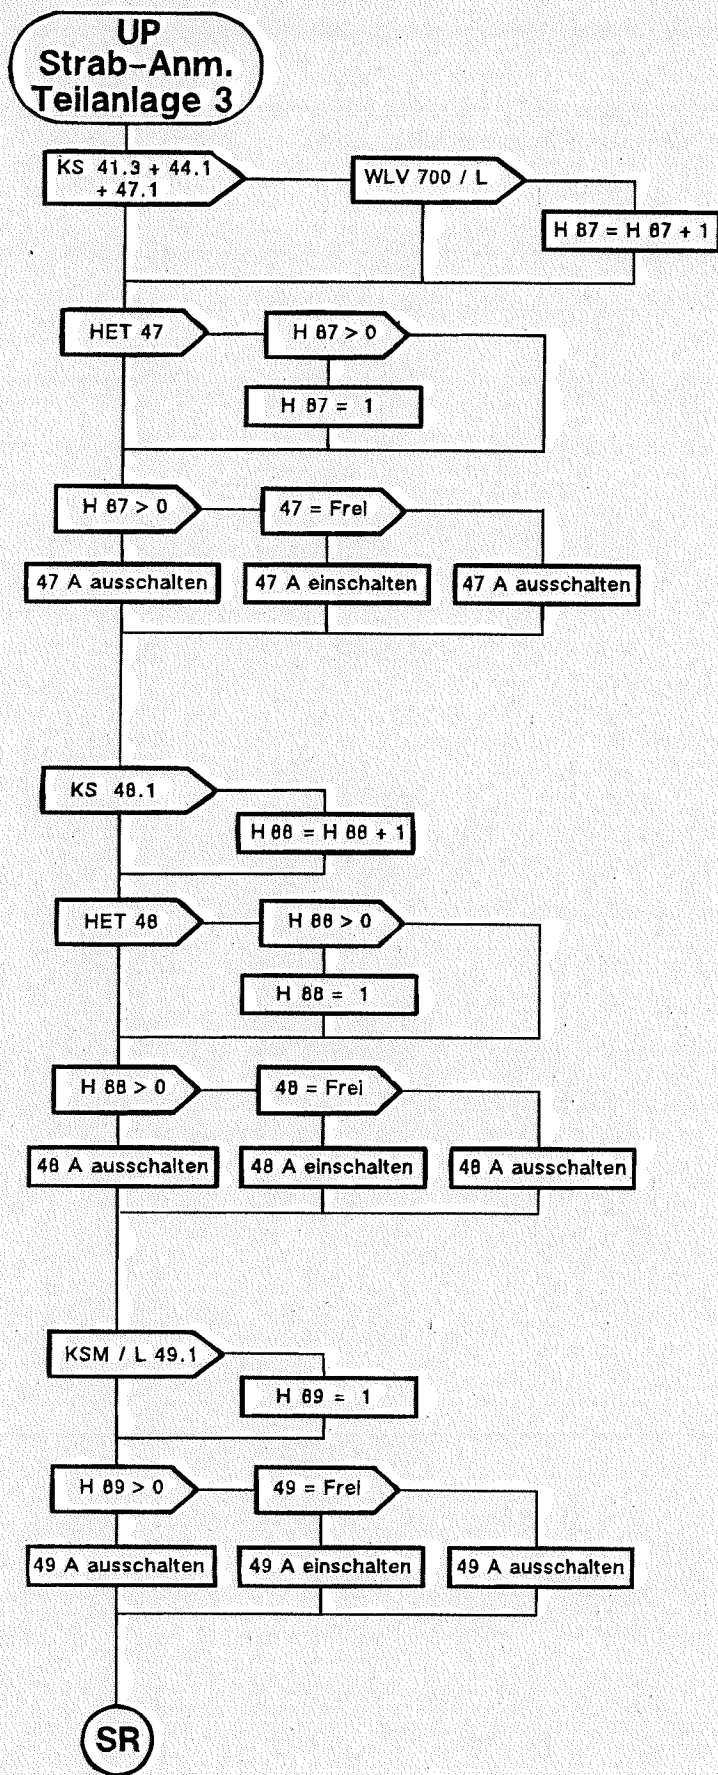 UP
Strab-Anm.
Teilanlage 3
KS 41.3 + 44.1
+ 47.1
WLV 700 / L
H 87 = H 87 + 1
HET 47
H 87 > 0
H 87 = 1
H 87 > 0
47 = Frei
47 A ausschalten
47 A einschalten
47 A ausschalten
KS 48.1
H 88 = H 88 + 1
HET 48
H 88 > 0
H 88 = 1
H 88 > 0
48 = Frei
48 A ausschalten
48 A einschalten
48 A ausschalten
KSM / L 49.1
H 89 = 1
H 89 > 0
49 = Frei
49 A ausschalten
49 A einschalten
49 A ausschalten
SR